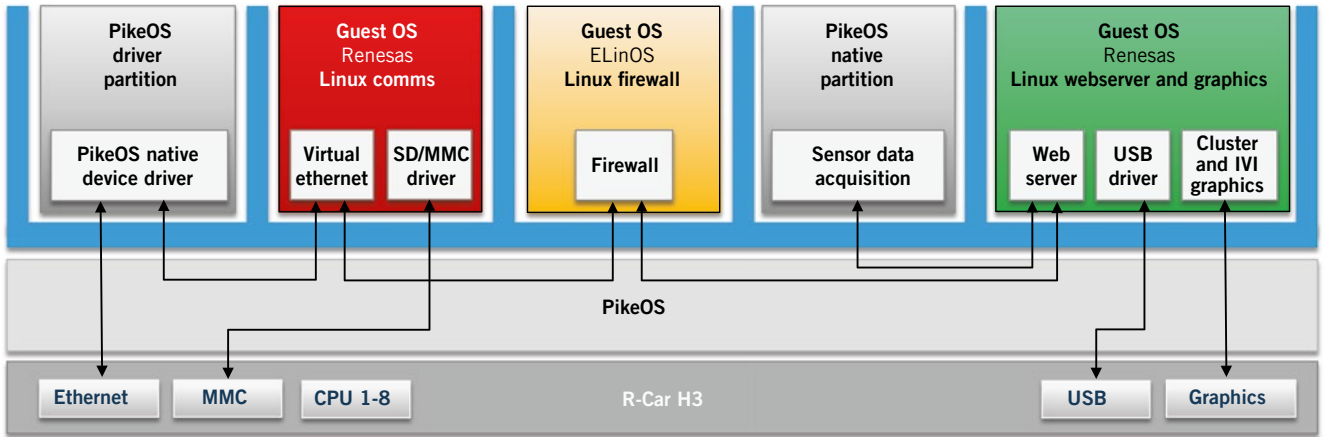 PikeOS
driver
partition
PikeOS native
device driver
Guest OS
Renesas
Linux comms
Virtual
ethernet
SD/MMC
driver
Guest OS
ELinOS
Linux firewall
Firewall
PikeOS
native
partition
Sensor data
acquisition
Guest OS
Renesas
Linux webserver and graphics
Web
server
USB
driver
Cluster
and IVI
graphics
PikeOS
Ethernet
MMC
CPU 1-8
R-Car H3
USB
Graphics